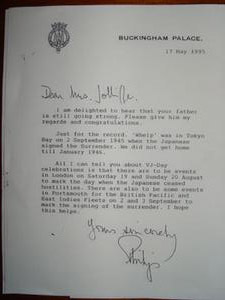 BUCKINGHAM PALACE.
17 May 1995
Dear Mrs.
I am delighted to hear that your father
is still going strong. Please give him my
regards and congratulations.
Just for the record. 'Whelp' was in Tokyo
Bay on 2 September 1945 when the Japanese
signed the Surrender. We did not get home
till January 1946.
All I can tell you about VJ-Day
celebrations is that there are to be events
in London on Saturday 19 and Sunday 20 August
to mark the day when the Japanese ceased
hostilities. There are also to be some events
in Portsmouth for the British Pacific and
East Indies Fleets on 2 and 3 September to
mark the signing of the surrender. I hope
this helps.
Yours sincerely
Philip